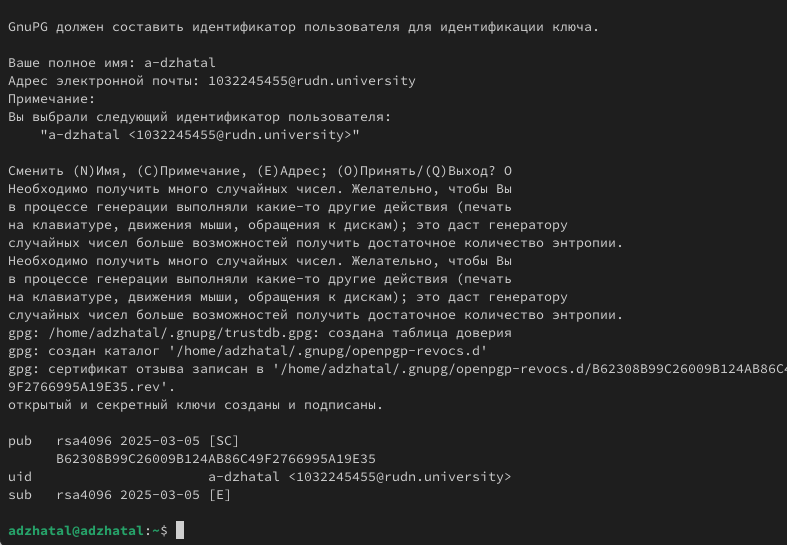 GnuPG должен составить идентификатор пользователя для идентификации ключа.
Ваше полное имя: a-dzhatal
Адрес электронной почты: 1032245455@rudn.university
Примечание:
Вы выбрали следующий идентификатор пользователя:
"a-dzhatal <1032245455@rudn.university>"
Сменить (N)Имя, (C)Примечание, (E)Адрес; (O)Принять/(Q)Выход? O
Необходимо получить много случайных чисел. Желательно, чтобы Вы
в процессе генерации выполняли какие-то другие действия (печать
на клавиатуре, движения мыши, обращения к дискам); это даст генератору
случайных чисел больше возможностей получить достаточное количество энтропии.
Необходимо получить много случайных чисел. Желательно, чтобы Вы
в процессе генерации выполняли какие-то другие действия (печать
на клавиатуре, движения мыши, обращения к дискам); это даст генератору
случайных чисел больше возможностей получить достаточное количество энтропии.
gpg: /home/adzhatal/.gnupg/trustdb.gpg: создана таблица доверия
gpg: создан каталог '/home/adzhatal/.gnupg/openpgp-revocs.d'
gpg: сертификат отзыва записан в '/home/adzhatal/.gnupg/openpgp-revocs.d/B62308B99C26009B124AB86C4
9F2766995A19E35.rev'.
открытый и секретный ключи созданы и подписаны.
pub   rsa4096 2025-03-05 [SC]
B62308B99C26009B124AB86C49F2766995A19E35
uid                      a-dzhatal <1032245455@rudn.university>
sub   rsa4096 2025-03-05 [E]
adzhatal@adzhatal:~$